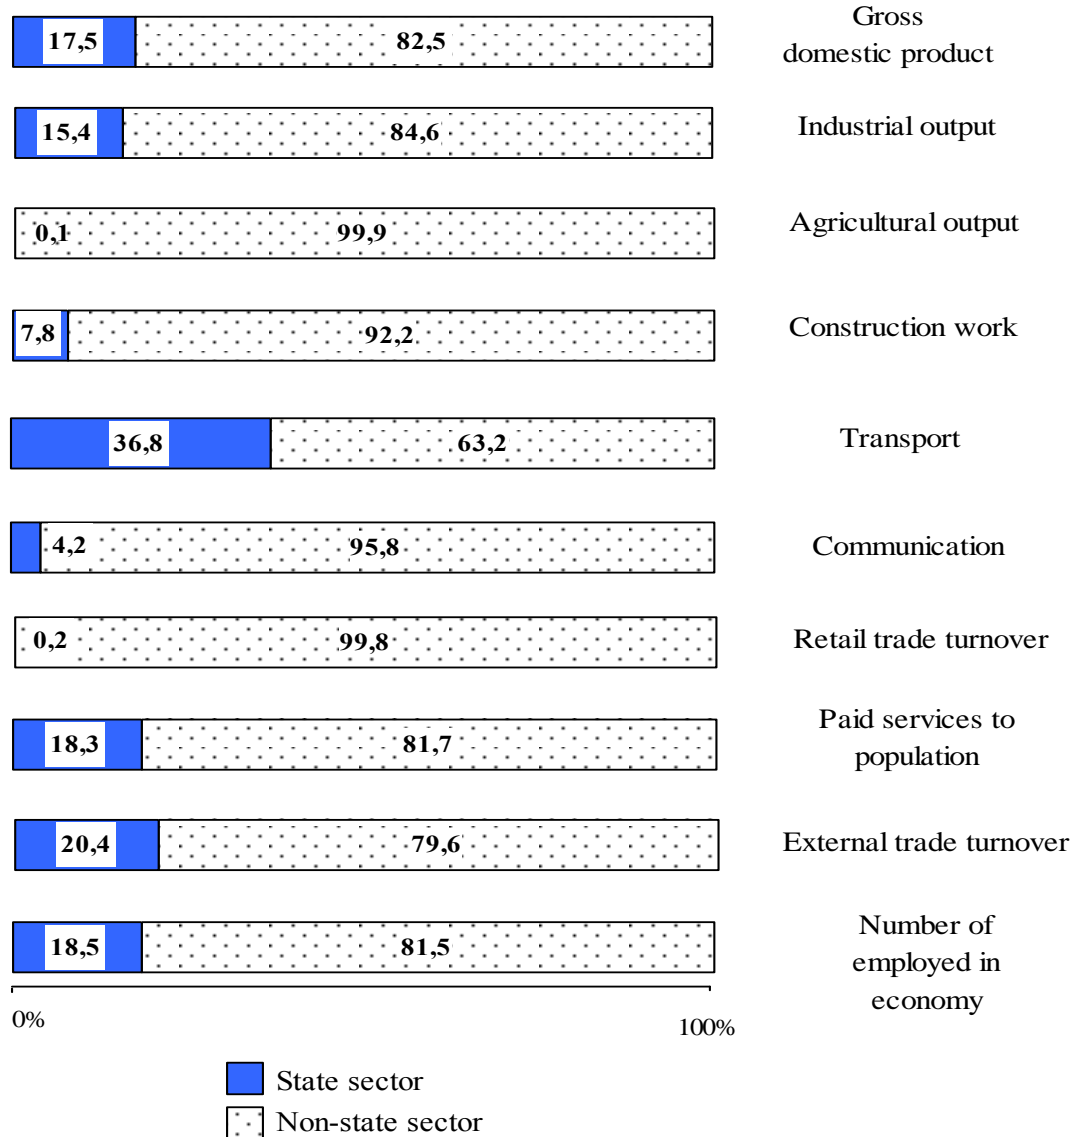 17,5 82,5 Gross
domestic product
15,4 84,6 Industrial output
0,1 99,9 Agricultural output
7,8 92,2 Construction work
36,8 63,2 Transport
4,2 95,8 Communication
0,2 99,8 Retail trade turnover
18,3 81,7 Paid services to
population
20,4 79,6 External trade turnover
18,5 81,5 Number of
employed in
economy
0% 100%
State sector
Non-state sector